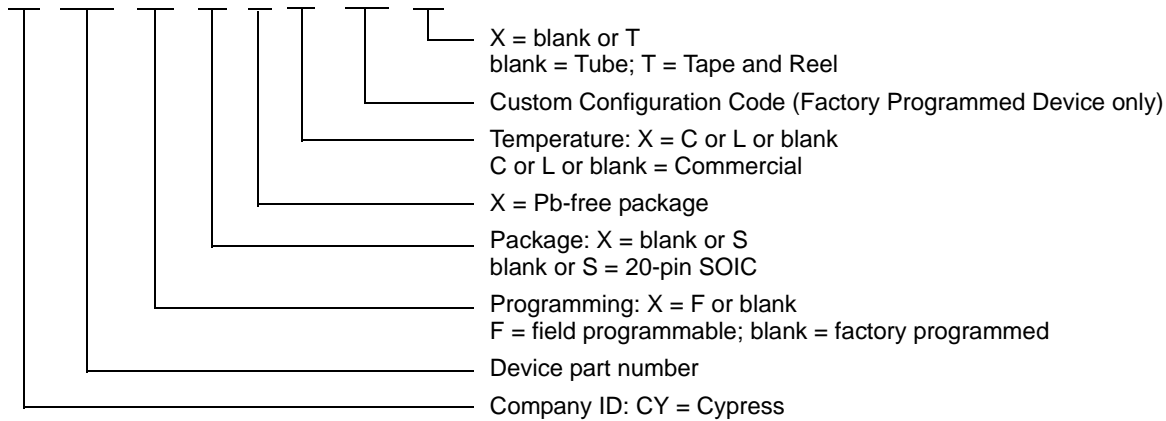 X = blank or T
blank = Tube; T = Tape and Reel
Custom Configuration Code (Factory Programmed Device only)
Temperature: X = C or L or blank
C or L or blank = Commercial
X = Pb-free package
Package: X = blank or S
blank or S = 20-pin SOIC
Programming: X = F or blank
F = field programmable; blank = factory programmed
Device part number
Company ID: CY = Cypress